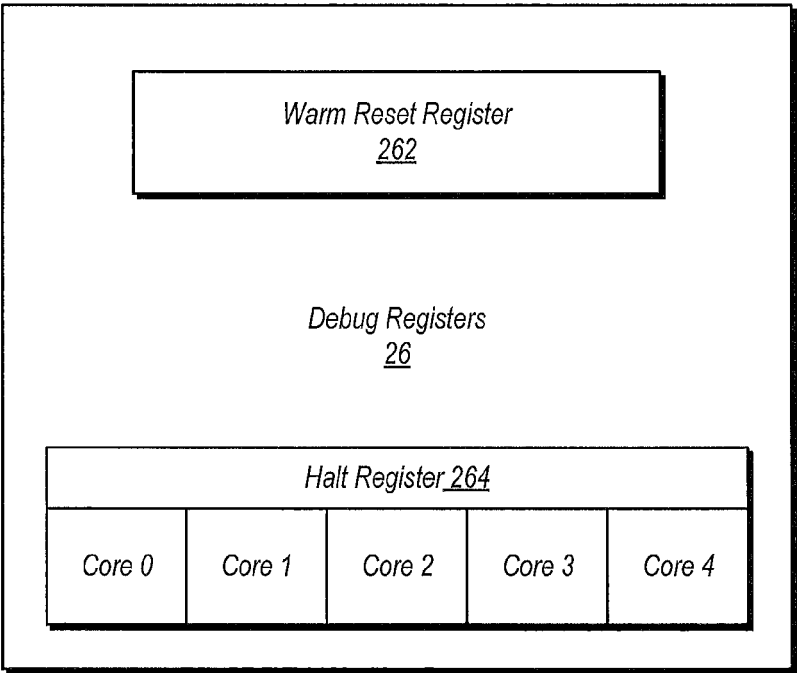 Warm Reset Register
262
Debug Registers
26
Halt Register 264
Core 0 Core 1 Core 2 Core 3 Core 4